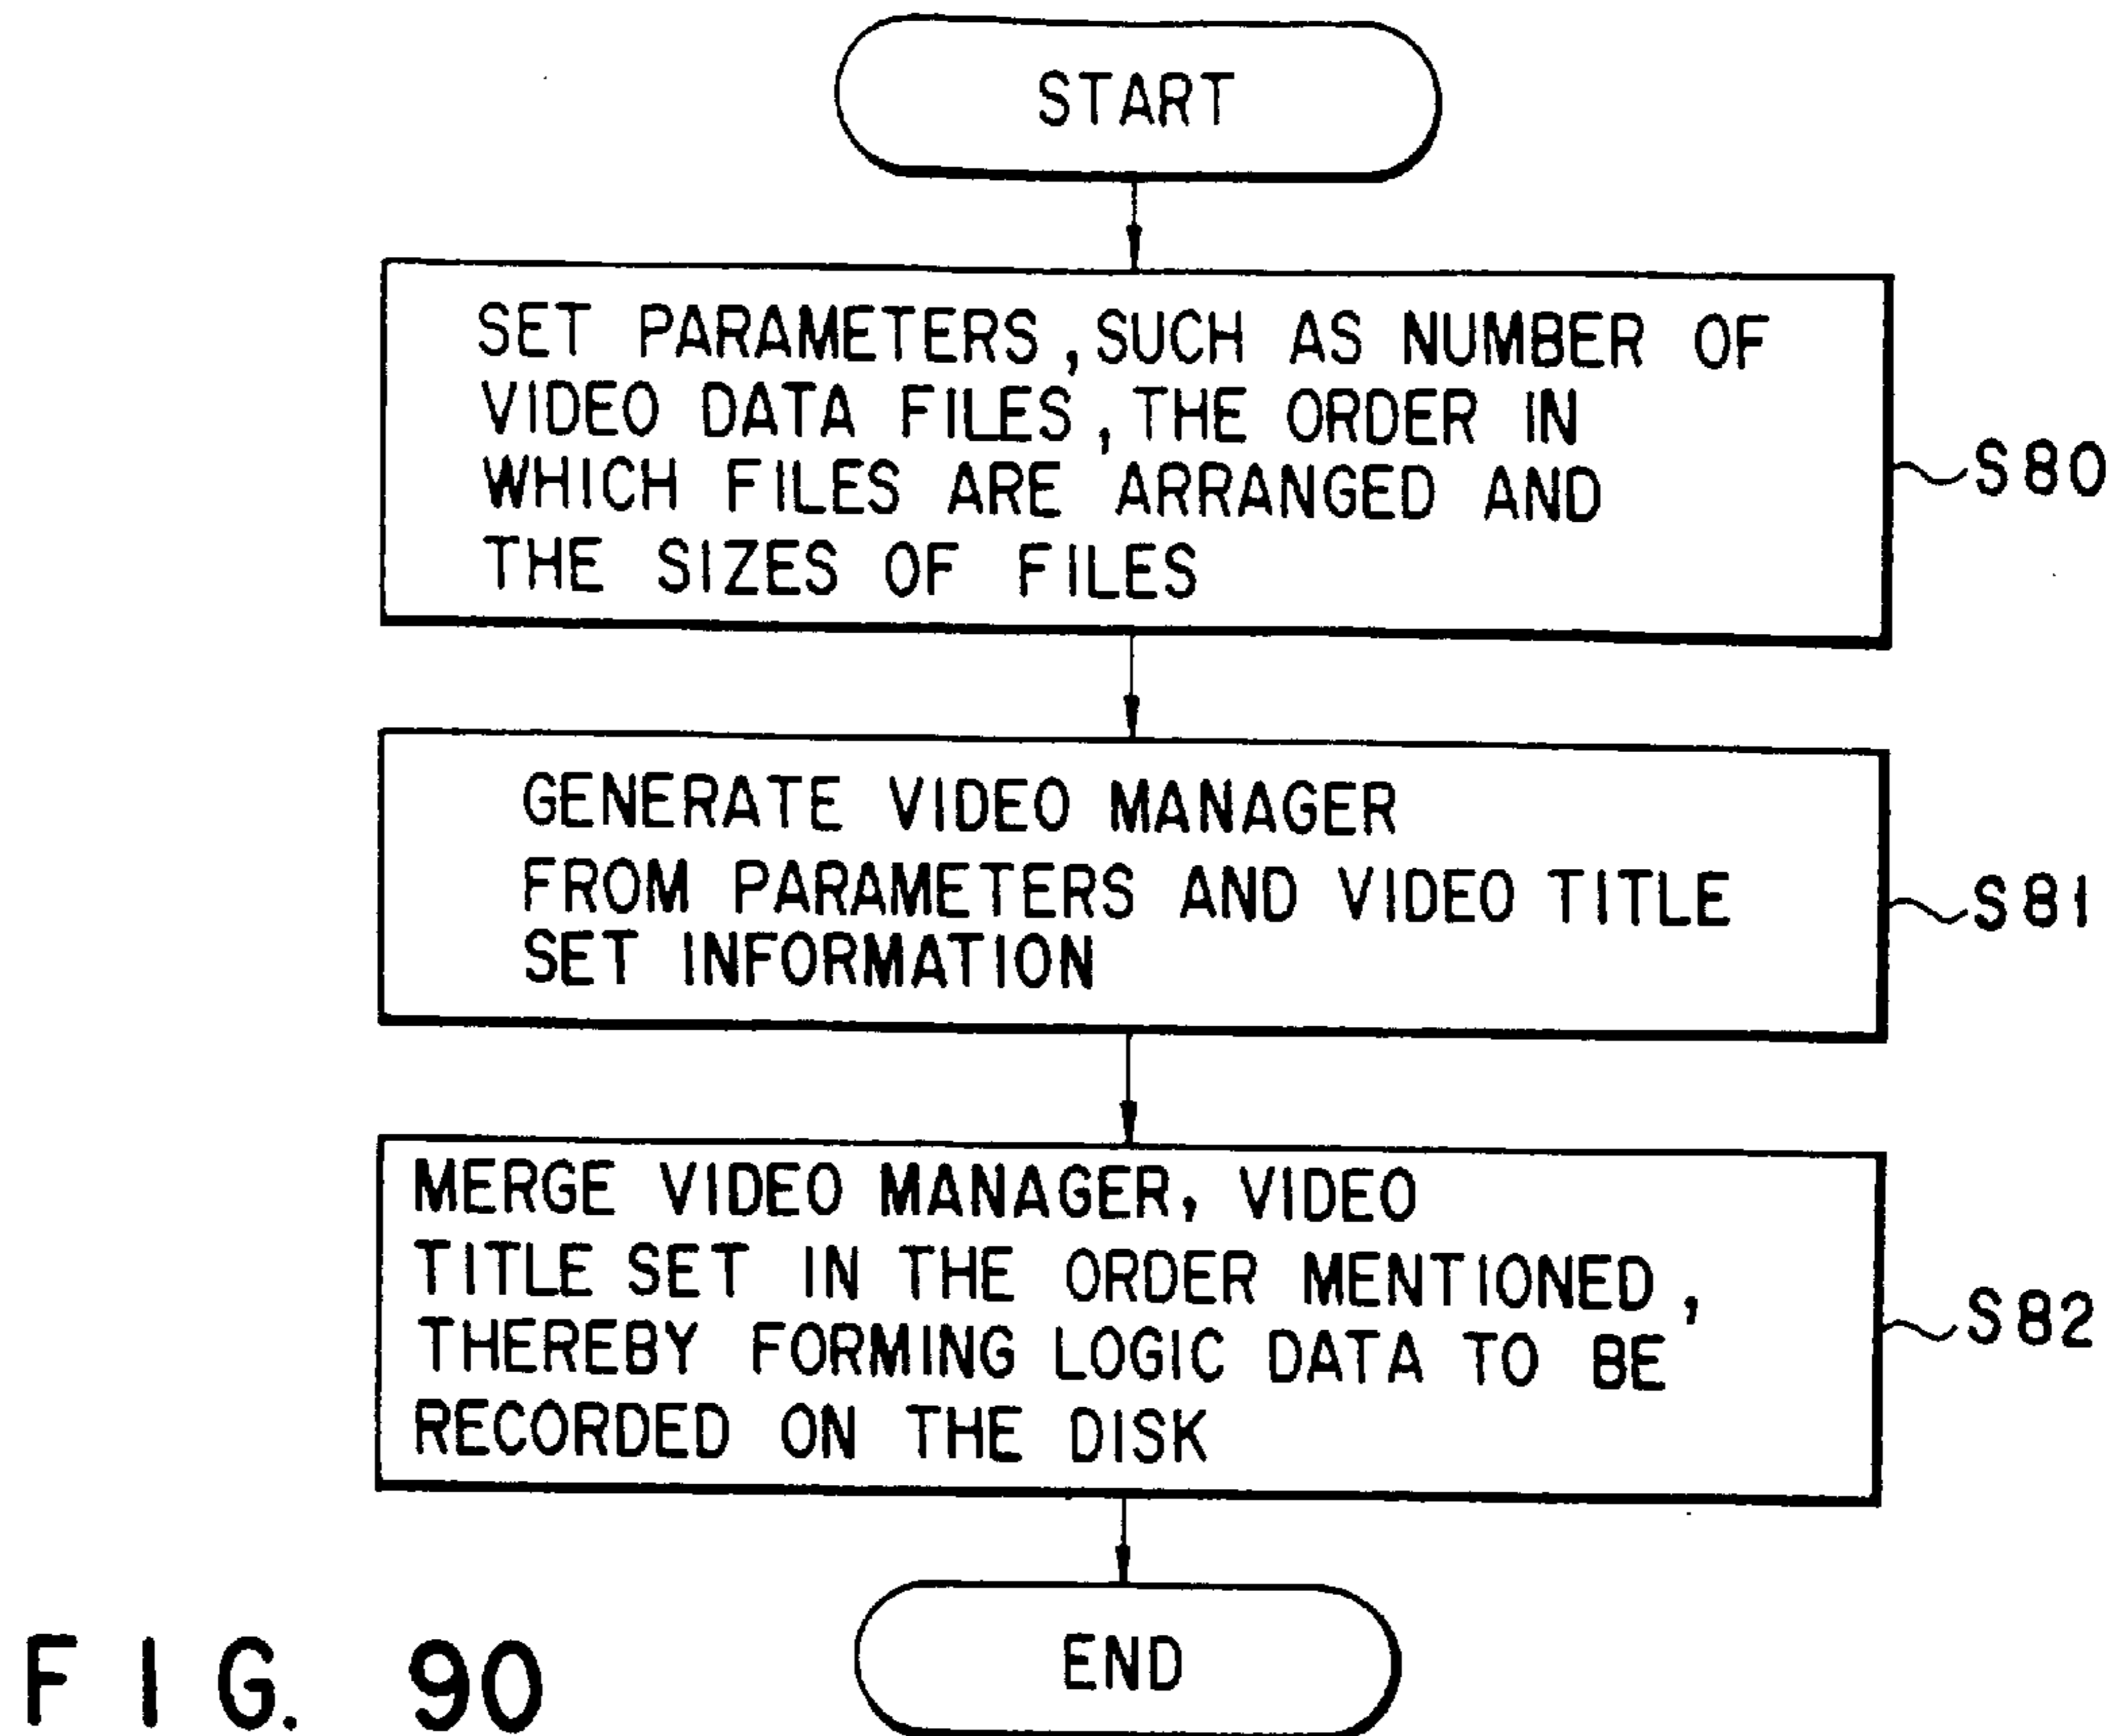 START
SET PARAMETERS, SUCH AS NUMBER OF
VIDEO DATA FILES, THE ORDER IN
WHICH FILES ARE ARRANGED AND
THE SIZES OF FILES
S80
GENERATE VIDEO MANAGER
FROM PARAMETERS AND VIDEO TITLE
SET INFORMATION
S81
MERGE VIDEO MANAGER, VIDEO
TITLE SET IN THE ORDER MENTIONED,
THEREBY FORMING LOGIC DATA TO BE
RECORDED ON THE DISK
S82
END
FIG. 90